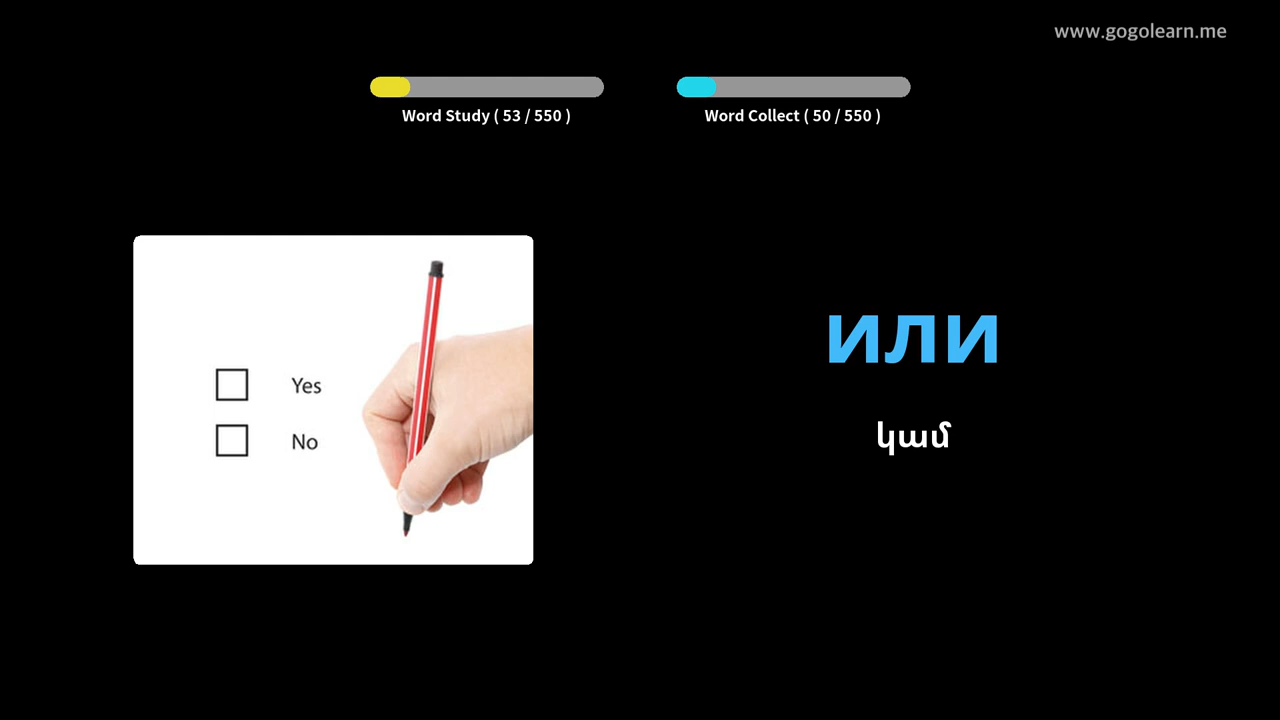 www.gogolearn.me
Word Study ( 53 / 550 )
Word Collect ( 50 / 550 )
Yes
No
или
կամ